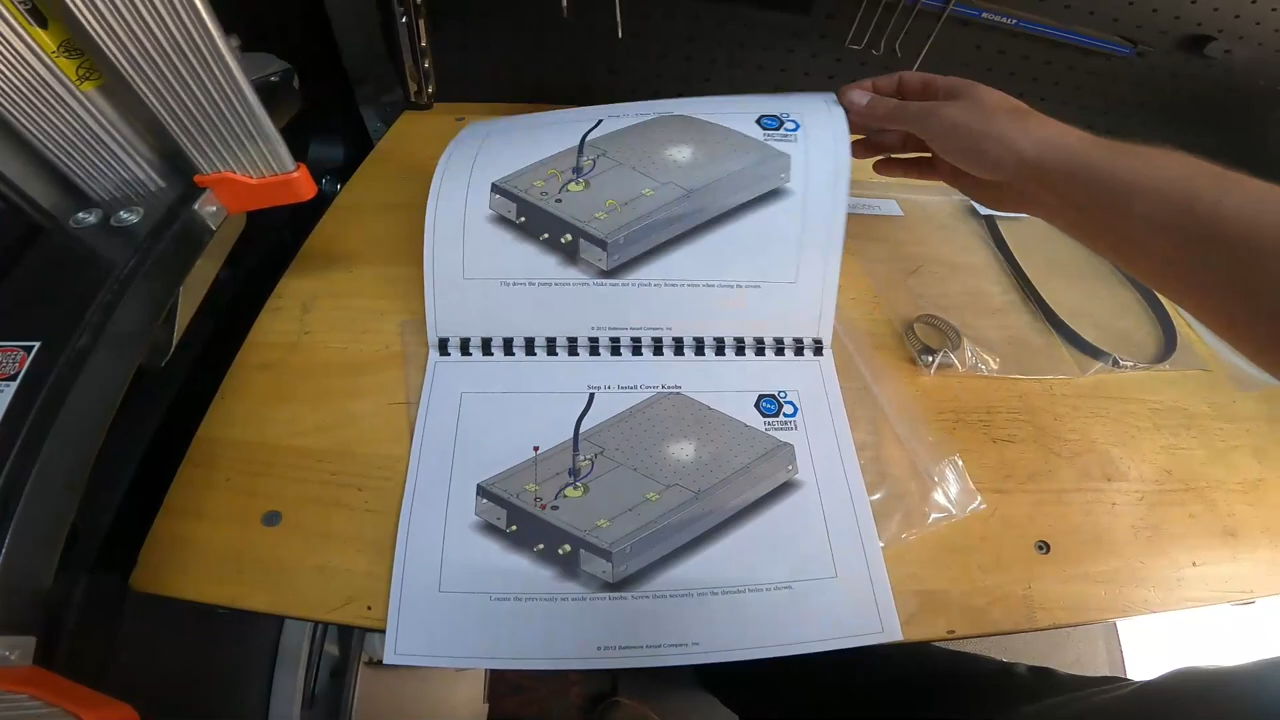 KOBALT
FACTORY
Flip down the pump access covers. Make sure not to pinch any hoses or wires when closing the covers.
© 2012 Baltimore Aircoil Company, Inc
Step 14 - Install Cover Knobs
BAC
FACTORY
AUTHORIZED
Locate the previously set aside cover knobs. Screw them securely into the threaded holes as shown.
© 2012 Baltimore Aircoil Company, Inc.
DANGER